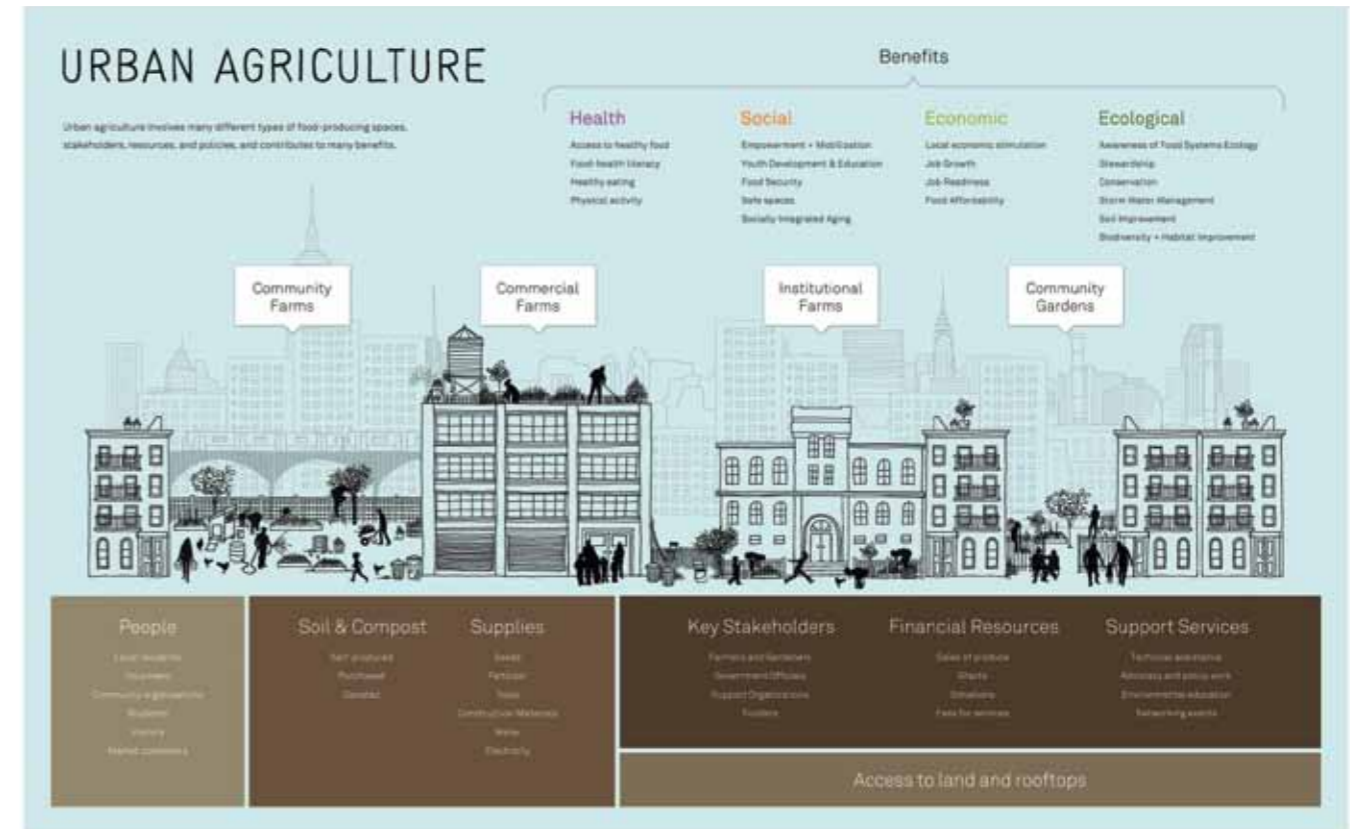 URBAN AGRICULTURE
Urban agriculture involves many different types of food-producing spaces,
stakeholders, resources, and policies, and contributes to many benefits.
Benefits
Health
Access to healthy food
Food-health literacy
Healthy eating
Physical activity
Social
Empowerment + Mobilization
Youth Development & Education
Food Security
Safe spaces
Socially Integrated Aging
Economic
Local economic stimulation
Job Growth
Job Readiness
Food Affordability
Ecological
Awareness of Food Systems Ecology
Stewardship
Conservation
Storm Water Management
Soil Improvement
Biodiversity + Habitat Improvement
Community
Farms
Commercial
Farms
Institutional
Farms
Community
Gardens
People
Local residents
Volunteers
Community organizations
Students
Visitors
Market customers
Soil & Compost
Self-produced
Purchased
Donated
Supplies
Seeds
Fertilizer
Tools
Construction Materials
Water
Electricity
Key Stakeholders
Farmers and Gardeners
Government Officials
Support Organizations
Funders
Financial Resources
Sales of produce
Grants
Donations
Fees for services
Support Services
Technical assistance
Advocacy and policy work
Environmental education
Networking events
Access to land and rooftops